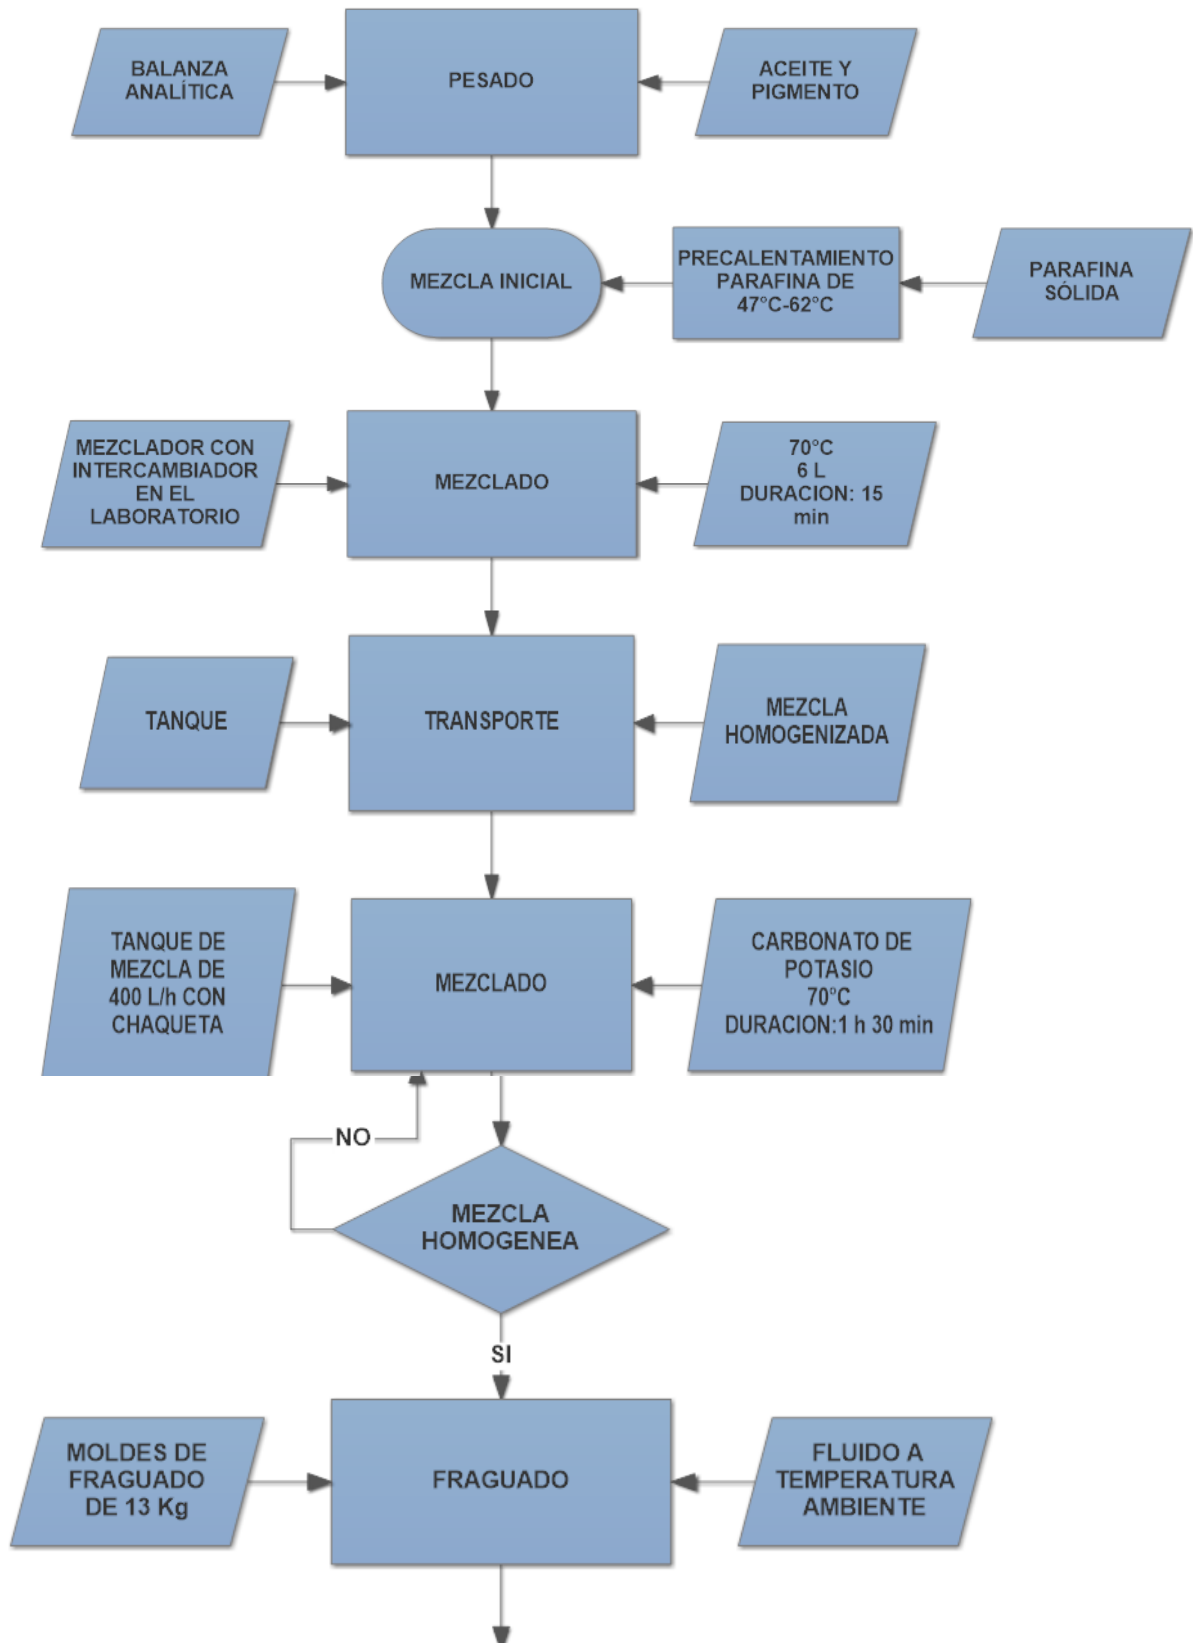 BALANZA
ANALÍTICA
PESADO
ACEITE Y
PIGMENTO
MEZCLA INICIAL
PRECALENTAMIENTO
PARAFINA DE
47°C-62°C
PARAFINA
SÓLIDA
MEZCLADOR CON
INTERCAMBIADOR
EN EL
LABORATORIO
MEZCLADO
70°C
6 L
DURACION: 15
min
TANQUE
TRANSPORTE
MEZCLA
HOMOGENIZADA
TANQUE DE
MEZCLA DE
400 L/h CON
CHAQUETA
MEZCLADO
CARBONATO DE
POTASIO
70°C
DURACION:1 h 30 min
NO
MEZCLA
HOMOGENEA
SI
MOLDES DE
FRAGUADO
DE 13 Kg
FRAGUADO
FLUIDO A
TEMPERATURA
AMBIENTE